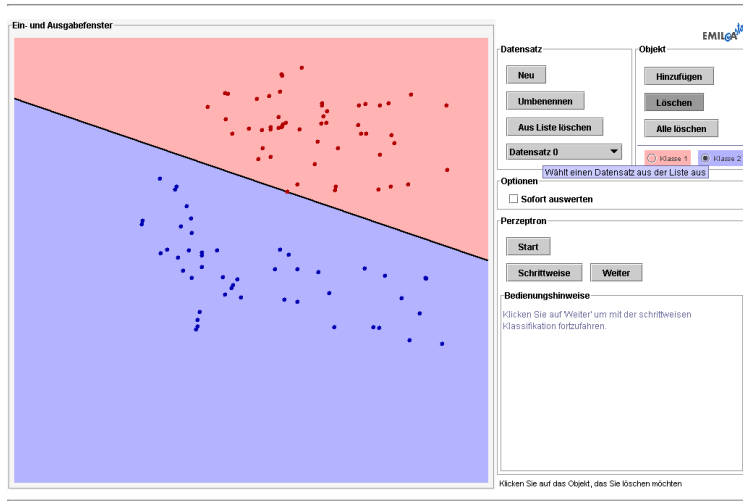 Ein- und Ausgabefenster
EMILeA
Datensatz
Objekt
Neu
Hinzufügen
Umbenennen
Löschen
Aus Liste löschen
Alle löschen
Datensatz 0
Klasse 1
Klasse 2
Wählt einen Datensatz aus der Liste aus
Optionen
Sofort auswerten
Perzeptron
Start
Schrittweise
Weiter
Bedienungshinweise
Klicken Sie auf 'Weiter' um mit der schrittweisen
Klassifikation fortzufahren.
Klicken Sie auf das Objekt, das Sie löschen möchten